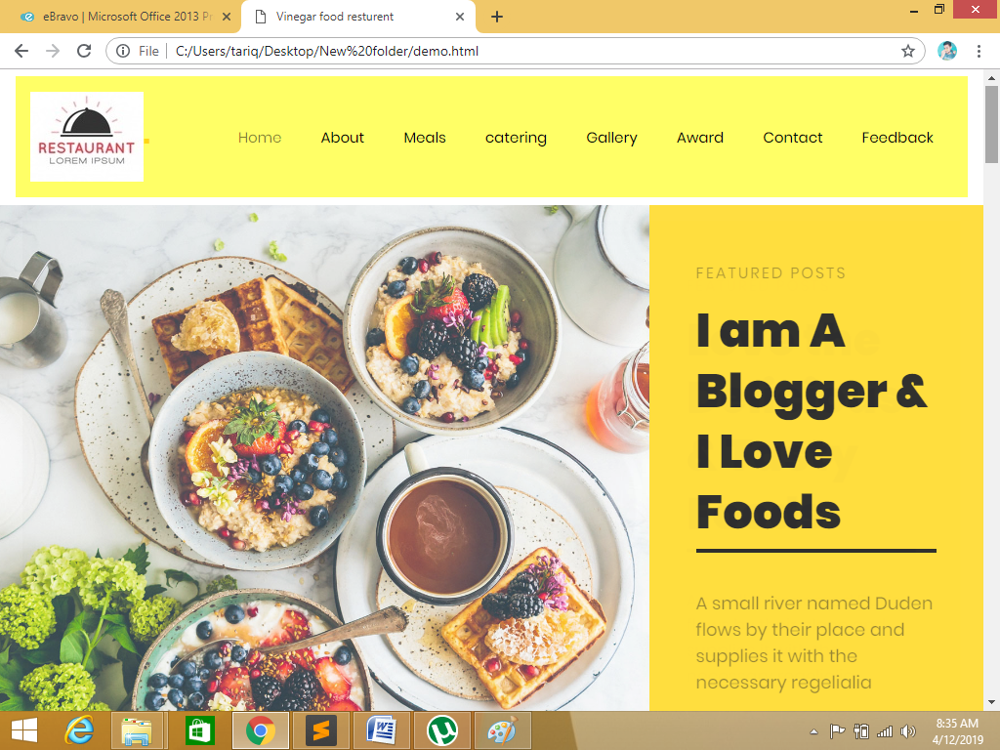 eBravo | Microsoft Office 2013 Pr
Vinegar food resturent
File
C:/Users/tariq/Desktop/New%20folder/demo.html
RESTAURANT
LOREM IPSUM
Home About Meals catering Gallery Award Contact Feedback
FEATURED POSTS
I am A
Blogger &
I Love
Foods
A small river named Duden
flows by their place and
supplies it with the
necessary regelialia
8:35 AM
4/12/2019